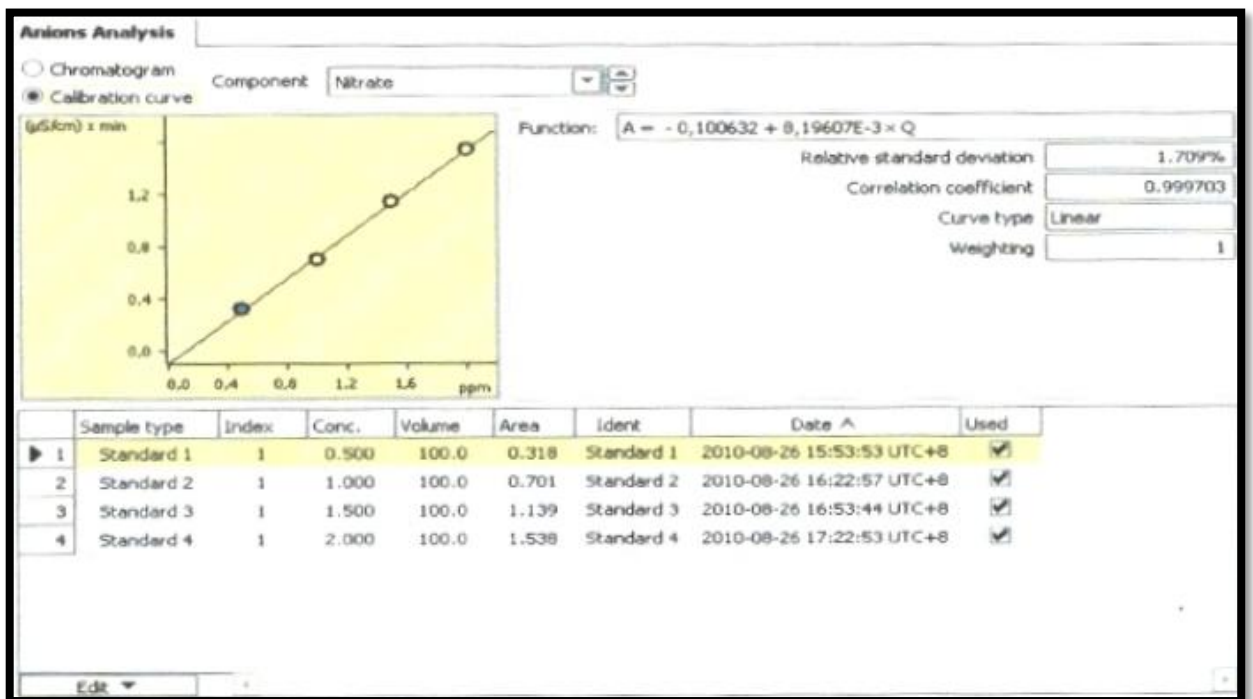 Anions Analysis
Chromatogram
Calibration curve
Component Nitrate
(µS/cm) x min
1,2
0,8
0,4
0,0
0,0 0,4 0,8 1,2 1,6 ppm
Function: A = - 0,100632 + 8,19607E-3 × Q
Relative standard deviation 1.709%
Correlation coefficient 0.999703
Curve type Linear
Weighting 1
Sample type Index Conc. Volume Area Ident Date Used
1 Standard 1 1 0.500 100.0 0.318 Standard 1 2010-08-26 15:53:53 UTC+8
2 Standard 2 1 1.000 100.0 0.701 Standard 2 2010-08-26 16:22:57 UTC+8
3 Standard 3 1 1.500 100.0 1.139 Standard 3 2010-08-26 16:53:44 UTC+8
4 Standard 4 1 2.000 100.0 1.538 Standard 4 2010-08-26 17:22:53 UTC+8
Edit